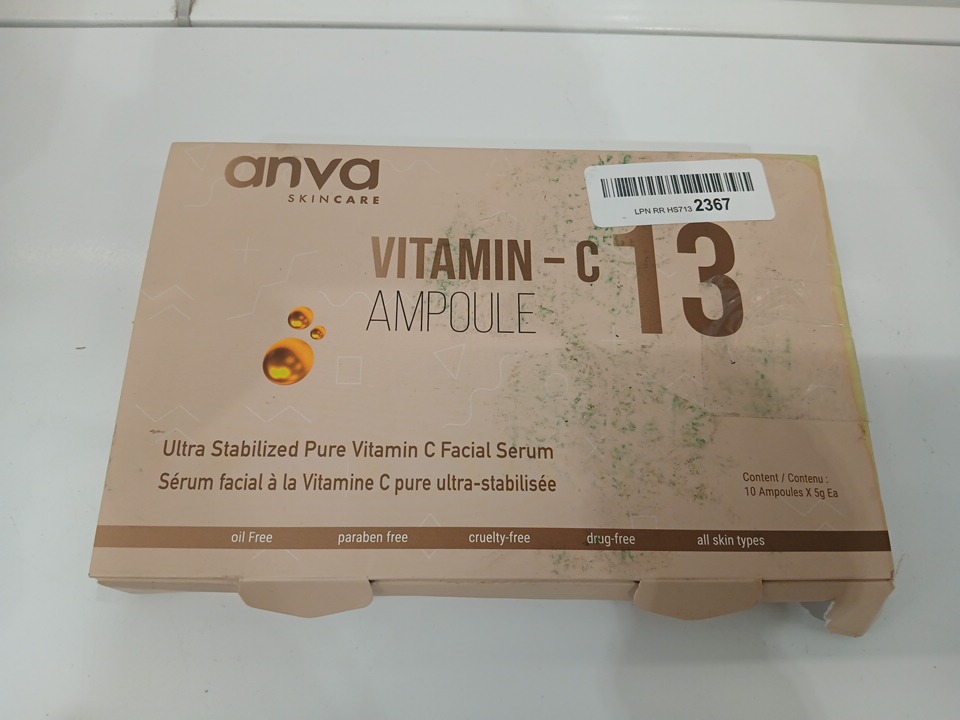 anva
SKINCARE
LPN RR HS713 2367
VITAMIN – C 13
AMPOULE
Ultra Stabilized Pure Vitamin C Facial Serum
Sérum facial à la Vitamine C pure ultra-stabilisée
Content / Contenu :
10 Ampoules X 5g Ea
oil Free paraben free cruelty-free drug-free all skin types